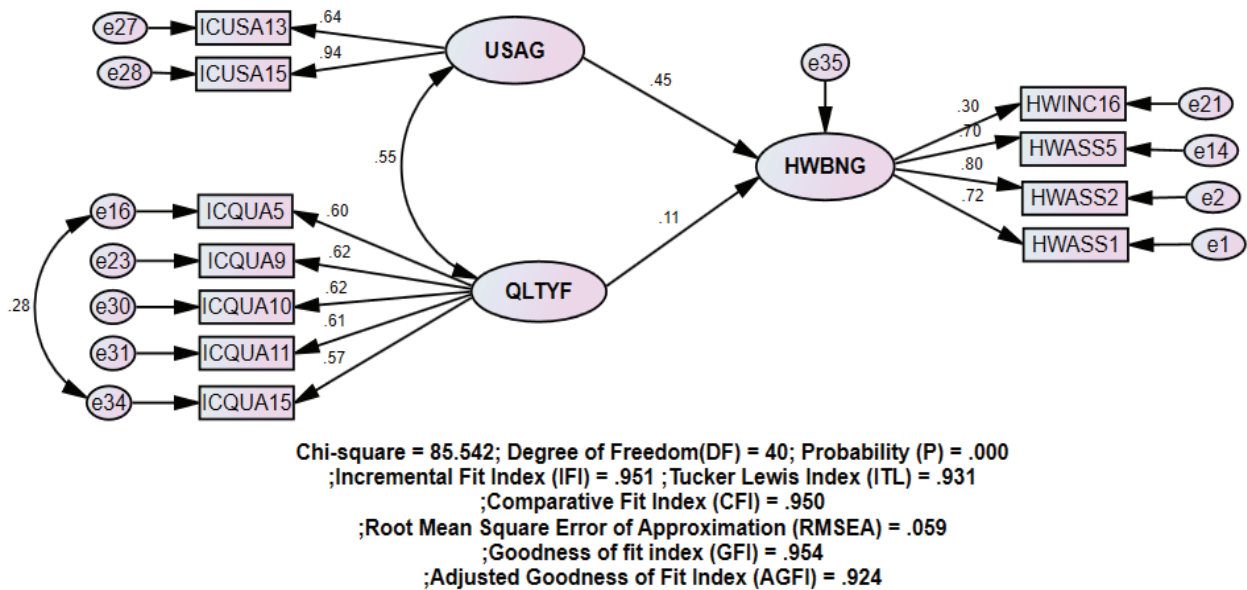 e27 ICUSA13 .64 USAG
e28 ICUSA15 .94
.45 e35
HWINC16 e21
.30
.70
HWASS5 e14
.55 HWBNG
.80
HWASS2 e2
.72
HWASS1 e1
e16 ICQUA5 .60
.11
e23 ICQUA9 .62
QLTYF
.28 e30 ICQUA10 .62
.61
e31 ICQUA11
.57
e34 ICQUA15
Chi-square = 85.542; Degree of Freedom(DF) = 40; Probability (P) = .000
;Incremental Fit Index (IFI) = .951 ;Tucker Lewis Index (ITL) = .931
;Comparative Fit Index (CFI) = .950
;Root Mean Square Error of Approximation (RMSEA) = .059
;Goodness of fit index (GFI) = .954
;Adjusted Goodness of Fit Index (AGFI) = .924